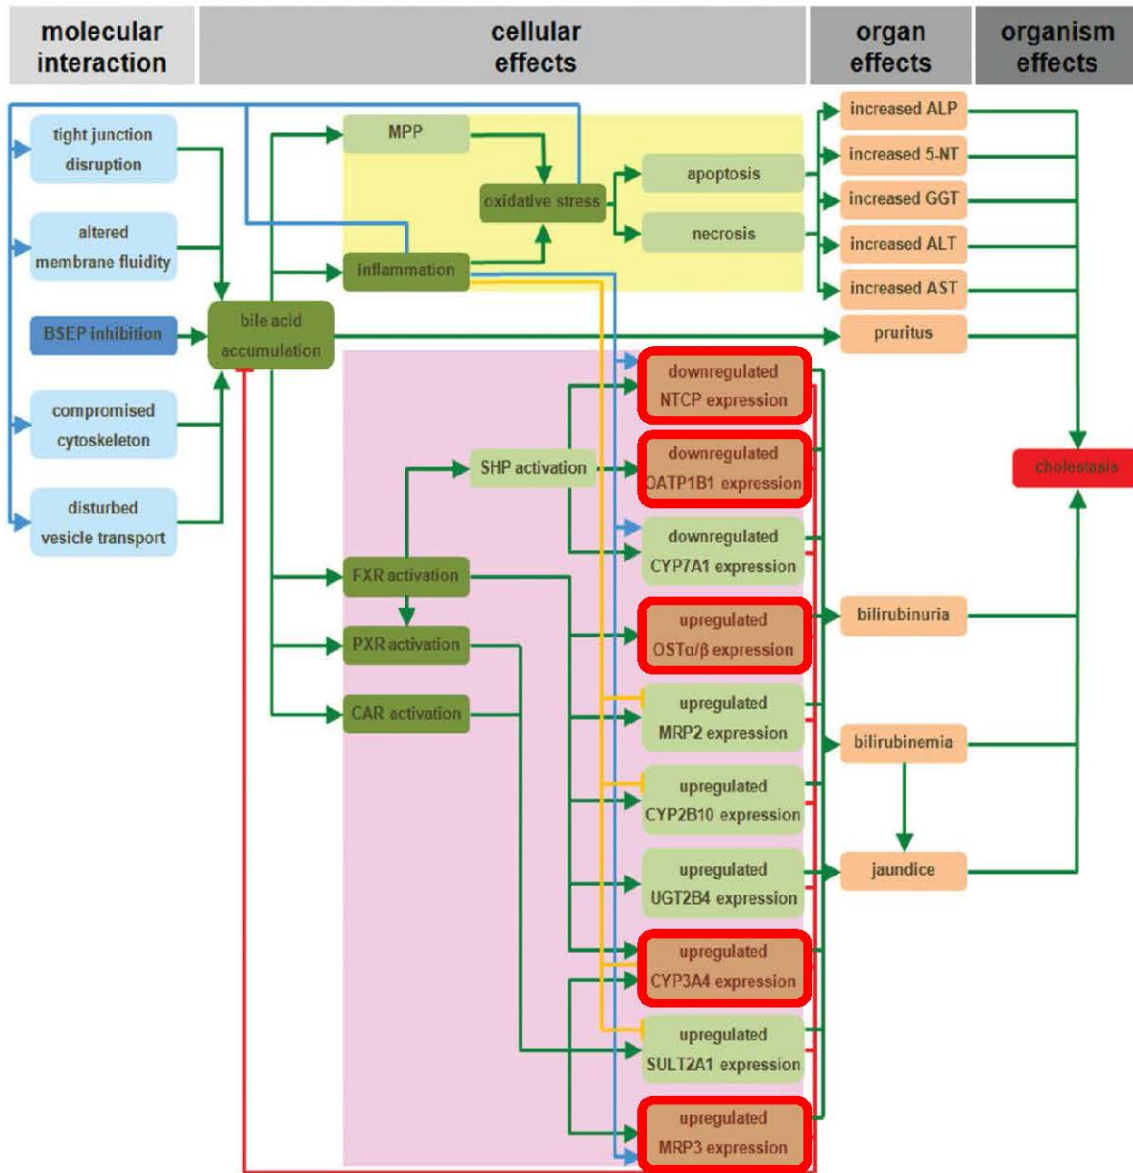 molecular
interaction
cellular
effects
organ
effects
organism
effects
tight junction
disruption
altered
membrane fluidity
BSEP inhibition
compromised
cytoskeleton
disturbed
vesicle transport
bile acid
accumulation
MPP
oxidative stress
inflammation
apoptosis
necrosis
SHP activation
FXR activation
PXR activation
CAR activation
downregulated
NTCP expression
downregulated
OATP1B1 expression
downregulated
CYP7A1 expression
upregulated
OSTα/β expression
upregulated
MRP2 expression
upregulated
CYP2B10 expression
upregulated
UGT2B4 expression
upregulated
CYP3A4 expression
upregulated
SULT2A1 expression
upregulated
MRP3 expression
increased ALP
increased 5-NT
increased GGT
increased ALT
increased AST
pruritus
bilirubinuria
bilirubinemia
jaundice
cholestasis